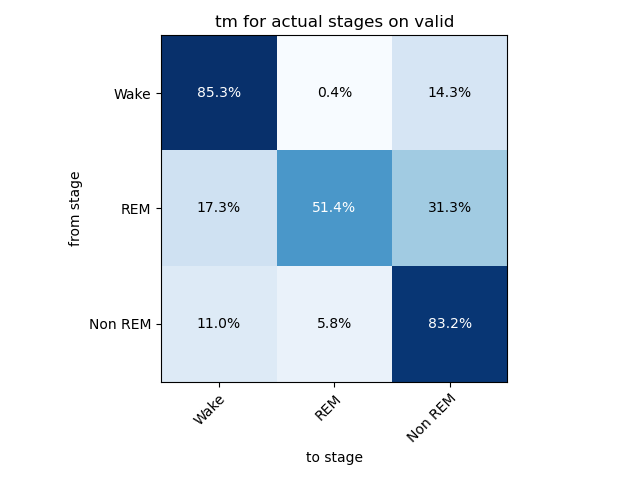 tm for actual stages on valid
Wake 85.3% 0.4% 14.3%
REM 17.3% 51.4% 31.3%
Non REM 11.0% 5.8% 83.2%
from stage
Wake REM Non REM
to stage